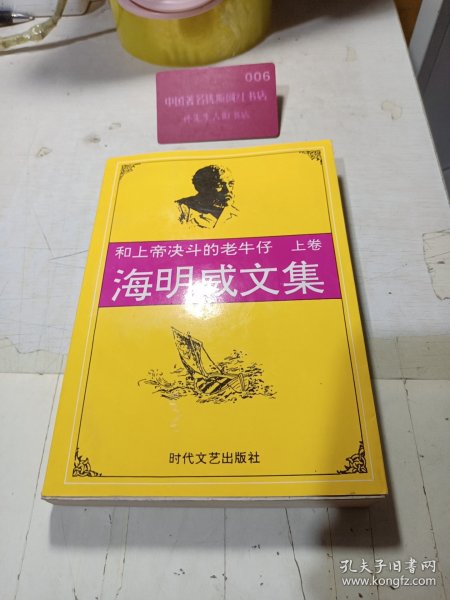 006
和上帝决斗的老牛仔 上卷
海明威文集
时代文艺出版社
孔夫子旧书网
www.kongfz.com